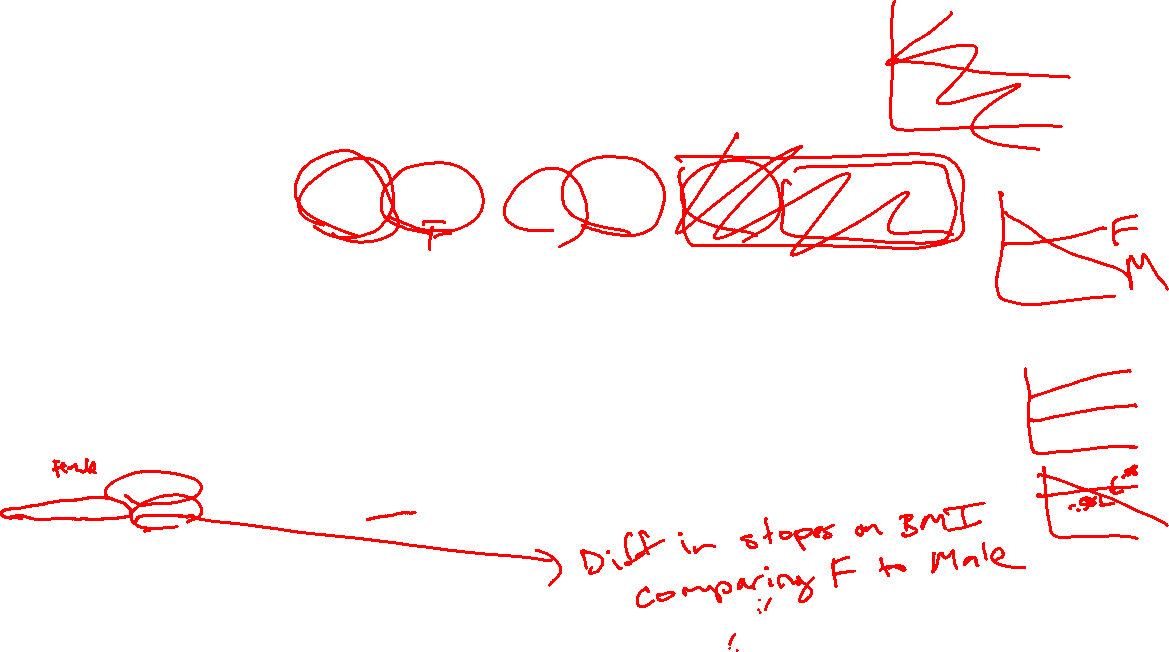 F
M
Female
Diff in slopes on BMI
comparing F to Male